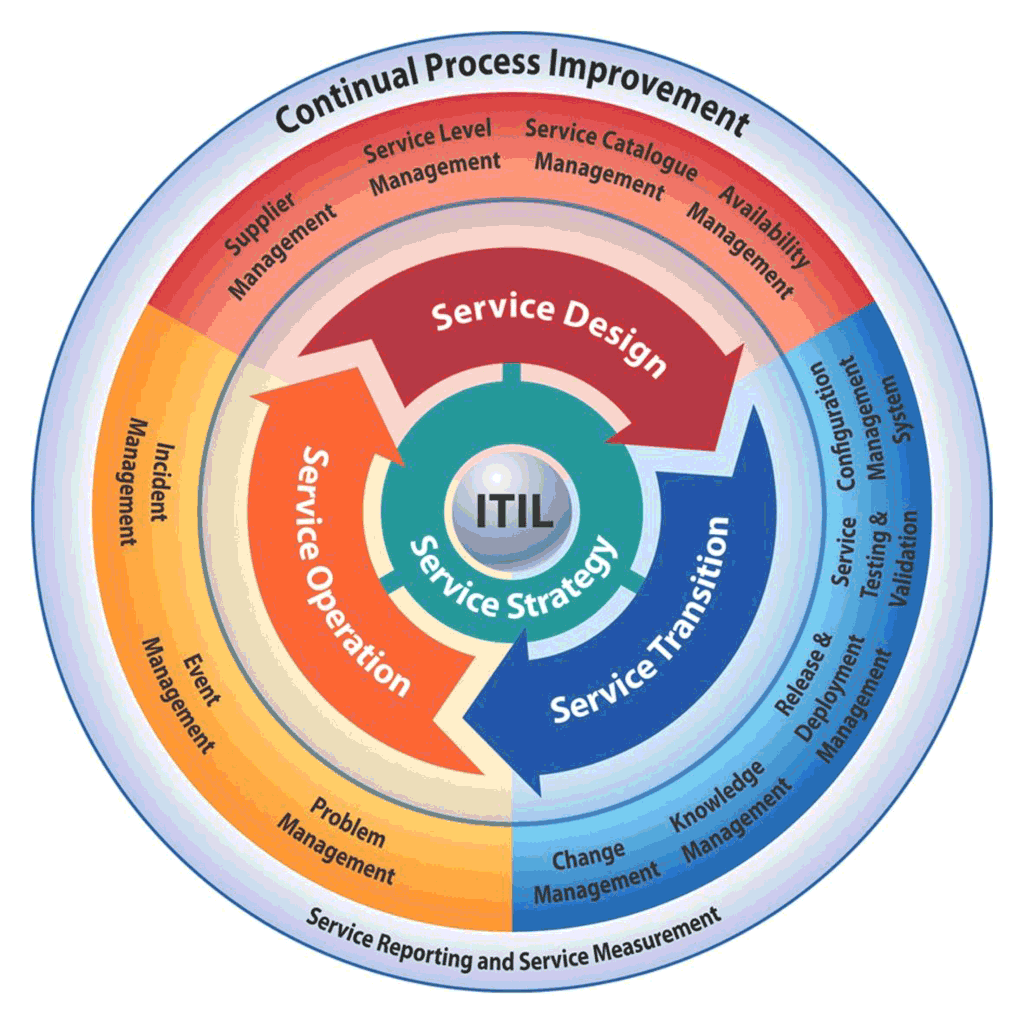 Continual Process Improvement
Supplier
Management
Service Level
Management
Service Catalogue
Management
Availability
Management
Configuration
Management
System
Service
Testing &
Validation
Release &
Deployment
Management
Knowledge
Management
Change
Management
Problem
Management
Event
Management
Incident
Management
Service Design
Service Transition
Service Operation
Service Strategy
ITIL
Service Reporting and Service Measurement